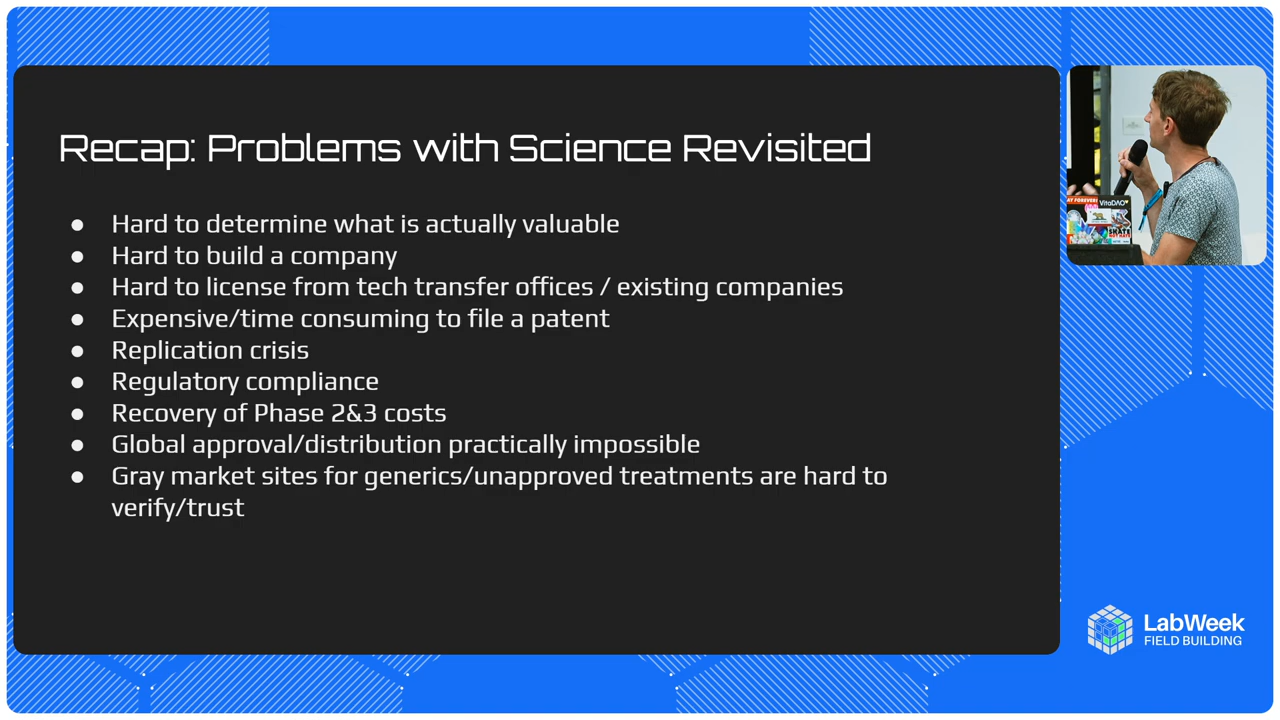 Recap: Problems with Science Revisited
● Hard to determine what is actually valuable
● Hard to build a company
● Hard to license from tech transfer offices / existing companies
● Expensive/time consuming to file a patent
● Replication crisis
● Regulatory compliance
● Recovery of Phase 2&3 costs
● Global approval/distribution practically impossible
● Gray market sites for generics/unapproved treatments are hard to
verify/trust
VitaDAO
LabWeek
FIELD BUILDING